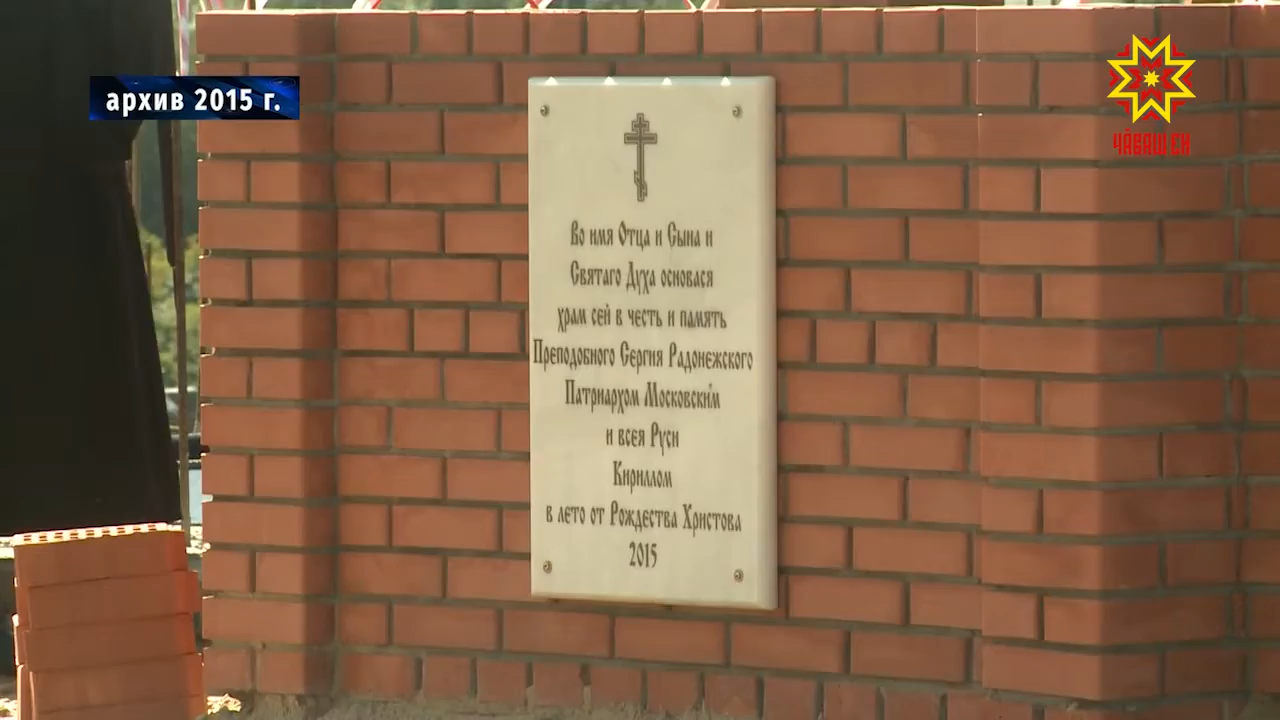 архив 2015 г.
ЧӐВАШ ЕН
Во имя Отца и Сына и
Святаго Духа основася
храм сей в честь и память
Преподобного Сергия Радонежского
Патриархом Московским
и всея Руси
Кириллом
в лето от Рождества Христова
2015